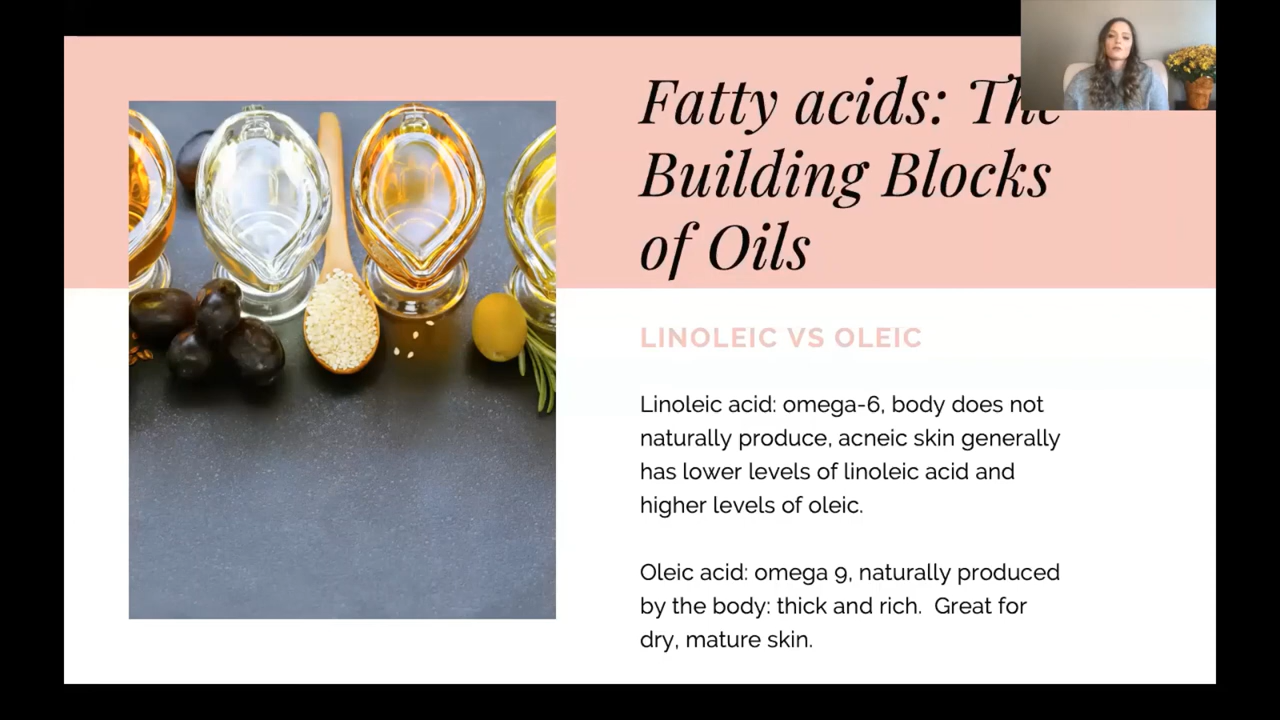 Fatty acids: The
Building Blocks
of Oils
LINOLEIC VS OLEIC
Linoleic acid: omega-6, body does not
naturally produce, acneic skin generally
has lower levels of linoleic acid and
higher levels of oleic.
Oleic acid: omega 9, naturally produced
by the body: thick and rich.  Great for
dry, mature skin.